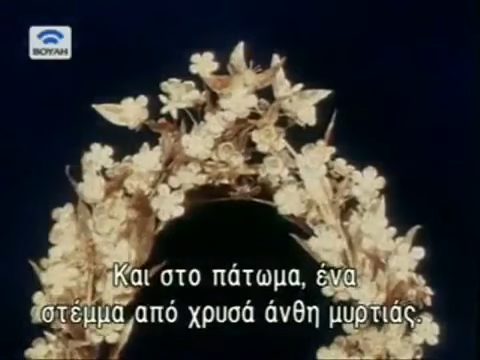 ΒΟΥΛΗ
Και στο πάτωμα, ένα
στέμμα από χρυσά άνθη μυρτιάς.